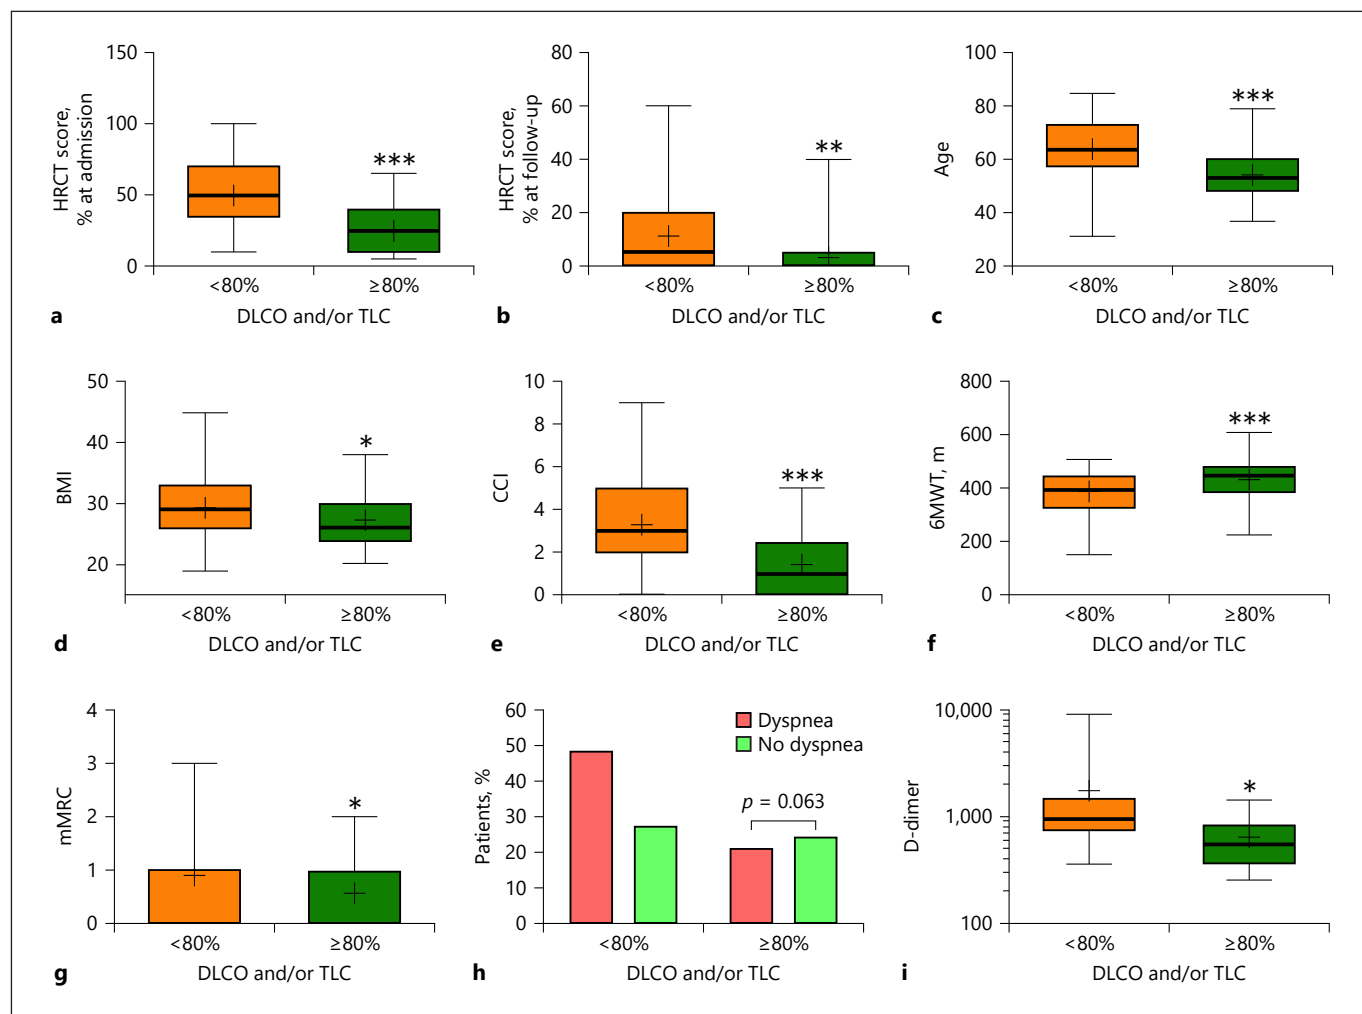 150
100
50
0
HRCT score,
% at admission
***
<80%
≥80%
a
DLCO and/or TLC
80
60
40
20
0
HRCT score,
% at follow-up
**
<80%
≥80%
b
DLCO and/or TLC
100
80
60
40
20
Age
***
<80%
≥80%
c
DLCO and/or TLC
50
40
30
20
BMI
*
<80%
≥80%
d
DLCO and/or TLC
10
8
6
4
2
0
CCI
***
<80%
≥80%
e
DLCO and/or TLC
800
600
400
200
0
6MWT, m
***
<80%
≥80%
f
DLCO and/or TLC
4
3
2
1
0
mMRC
*
<80%
≥80%
g
DLCO and/or TLC
60
50
40
30
20
10
0
Patients, %
Dyspnea
No dyspnea
p = 0.063
<80%
≥80%
h
DLCO and/or TLC
10,000
1,000
100
D-dimer
*
<80%
≥80%
i
DLCO and/or TLC